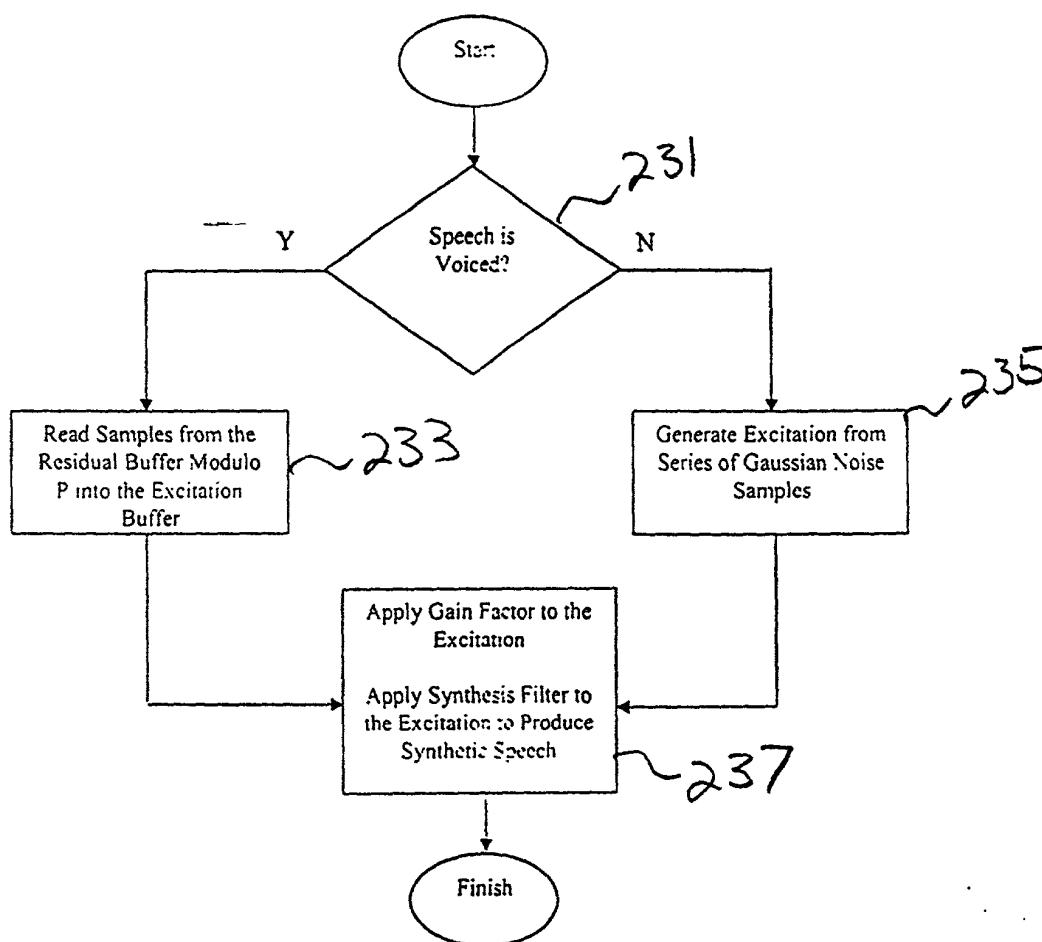 Start
231
Y
Speech is
Voiced?
N
235
Read Samples from the
Residual Buffer Modulo
P into the Excitation
Buffer
233
Generate Excitation from
Series of Gaussian Noise
Samples
Apply Gain Factor to the
Excitation
Apply Synthesis Filter to
the Excitation to Produce
Synthetic Speech
237
Finish